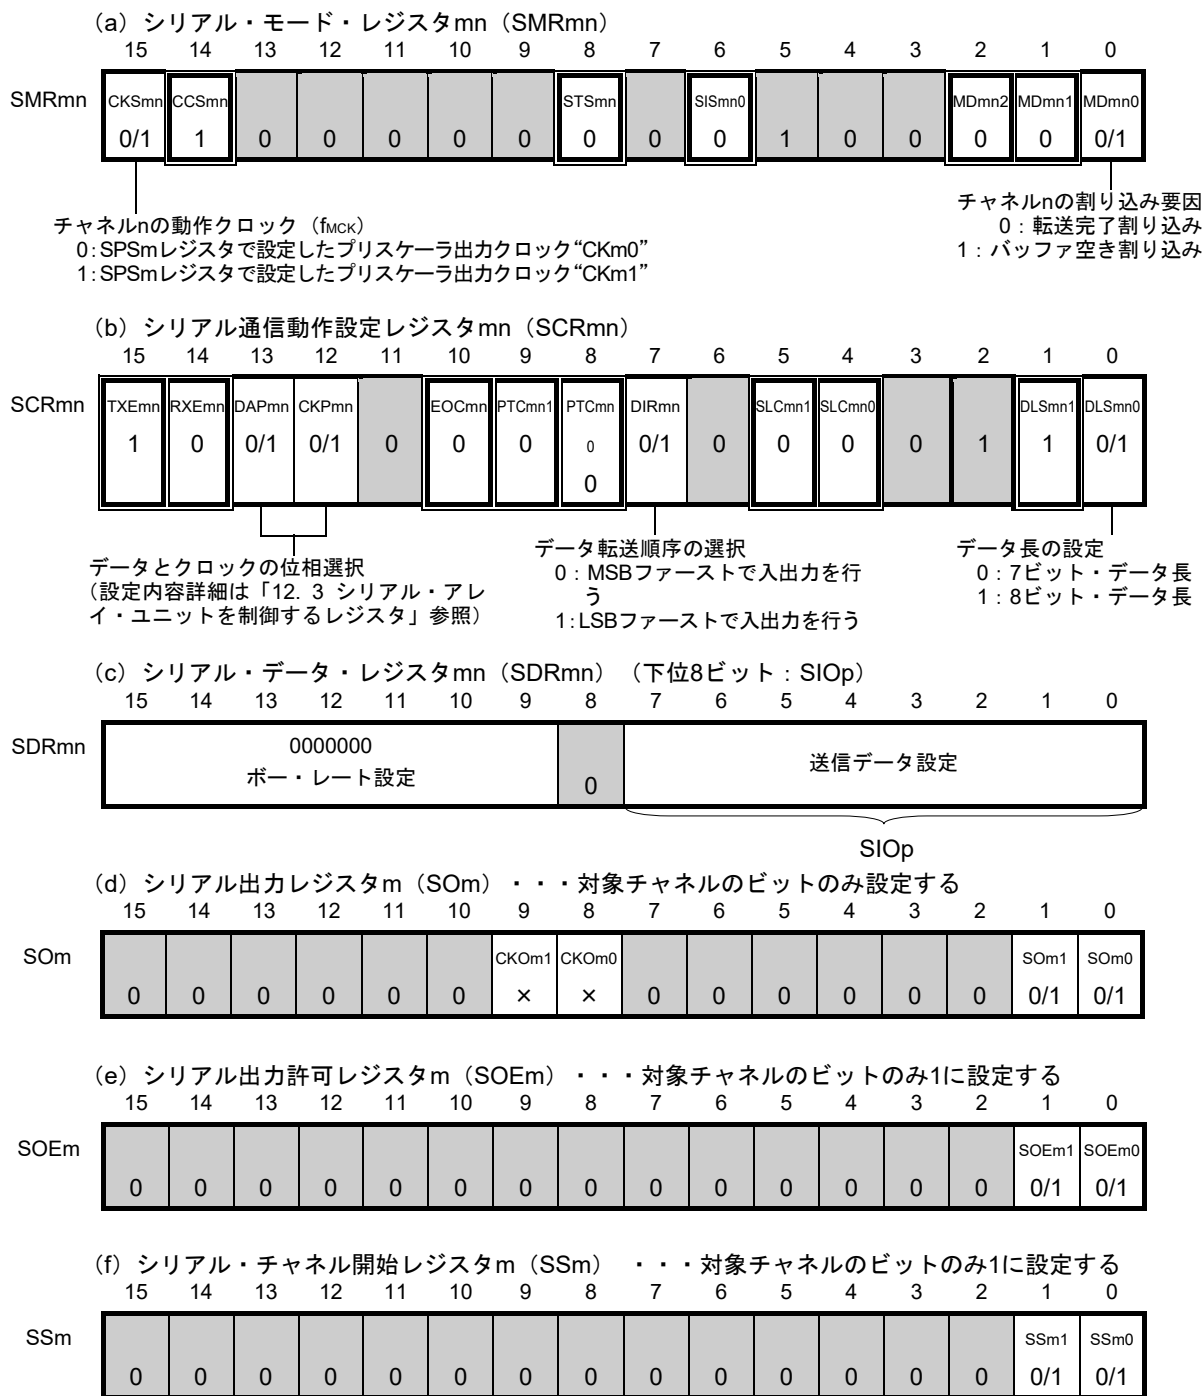 (a) シリアル・モード・レジスタmn（SMRmn）
15 14 13 12 11 10 9 8 7 6 5 4 3 2 1 0
SMRmn CKSmn CCSmn STSmn SISmn0 MDmn2 MDmn1 MDmn0
0/1 1 0 0 0 0 0 0 0 0 1 0 0 0 0 0/1
チャネルnの動作クロック（fMCK）
0：SPSmレジスタで設定したプリスケーラ出力クロック“CKm0”
1：SPSmレジスタで設定したプリスケーラ出力クロック“CKm1”
チャネルnの割り込み要因
0：転送完了割り込み
1：バッファ空き割り込み
(b) シリアル通信動作設定レジスタmn（SCRmn）
15 14 13 12 11 10 9 8 7 6 5 4 3 2 1 0
SCRmn TXEmn RXEmn DAPmn CKPmn EOCmn PTCmn1 PTCmn DIRmn SLCmn1 SLCmn0 DLSmn1 DLSmn0
1 0 0/1 0/1 0 0 0 0 0/1 0 0 0 0 1 1 0/1
0
データとクロックの位相選択
（設定内容詳細は「12. 3 シリアル・アレ
イ・ユニットを制御するレジスタ」参照）
データ転送順序の選択
0：MSBファーストで入出力を行
う
1：LSBファーストで入出力を行う
データ長の設定
0：7ビット・データ長
1：8ビット・データ長
(c) シリアル・データ・レジスタmn（SDRmn）（下位8ビット：SIOp）
15 14 13 12 11 10 9 8 7 6 5 4 3 2 1 0
SDRmn
0000000
ボー・レート設定
0
送信データ設定
SIOp
(d) シリアル出力レジスタm（SOm）・・・対象チャネルのビットのみ設定する
15 14 13 12 11 10 9 8 7 6 5 4 3 2 1 0
SOm CKOm1 CKOm0 SOm1 SOm0
0 0 0 0 0 0 × × 0 0 0 0 0 0 0/1 0/1
(e) シリアル出力許可レジスタm（SOEm）・・・対象チャネルのビットのみ1に設定する
15 14 13 12 11 10 9 8 7 6 5 4 3 2 1 0
SOEm SOEm1 SOEm0
0 0 0 0 0 0 0 0 0 0 0 0 0 0 0/1 0/1
(f) シリアル・チャネル開始レジスタm（SSm） ・・・対象チャネルのビットのみ1に設定する
15 14 13 12 11 10 9 8 7 6 5 4 3 2 1 0
SSm SSm1 SSm0
0 0 0 0 0 0 0 0 0 0 0 0 0 0 0/1 0/1